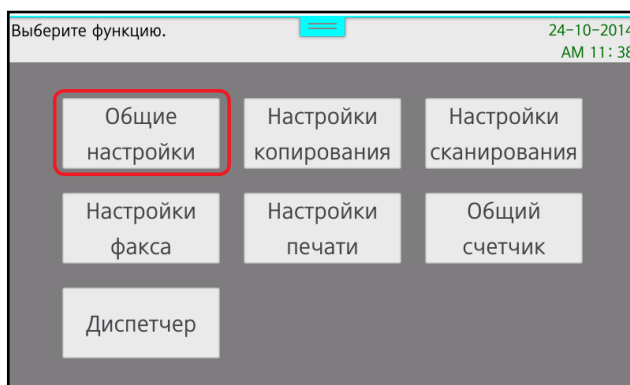 Выберите функцию.
24-10-2014
AM 11:38
Общие
настройки
Настройки
копирования
Настройки
сканирования
Настройки
факса
Настройки
печати
Общий
счетчик
Диспетчер